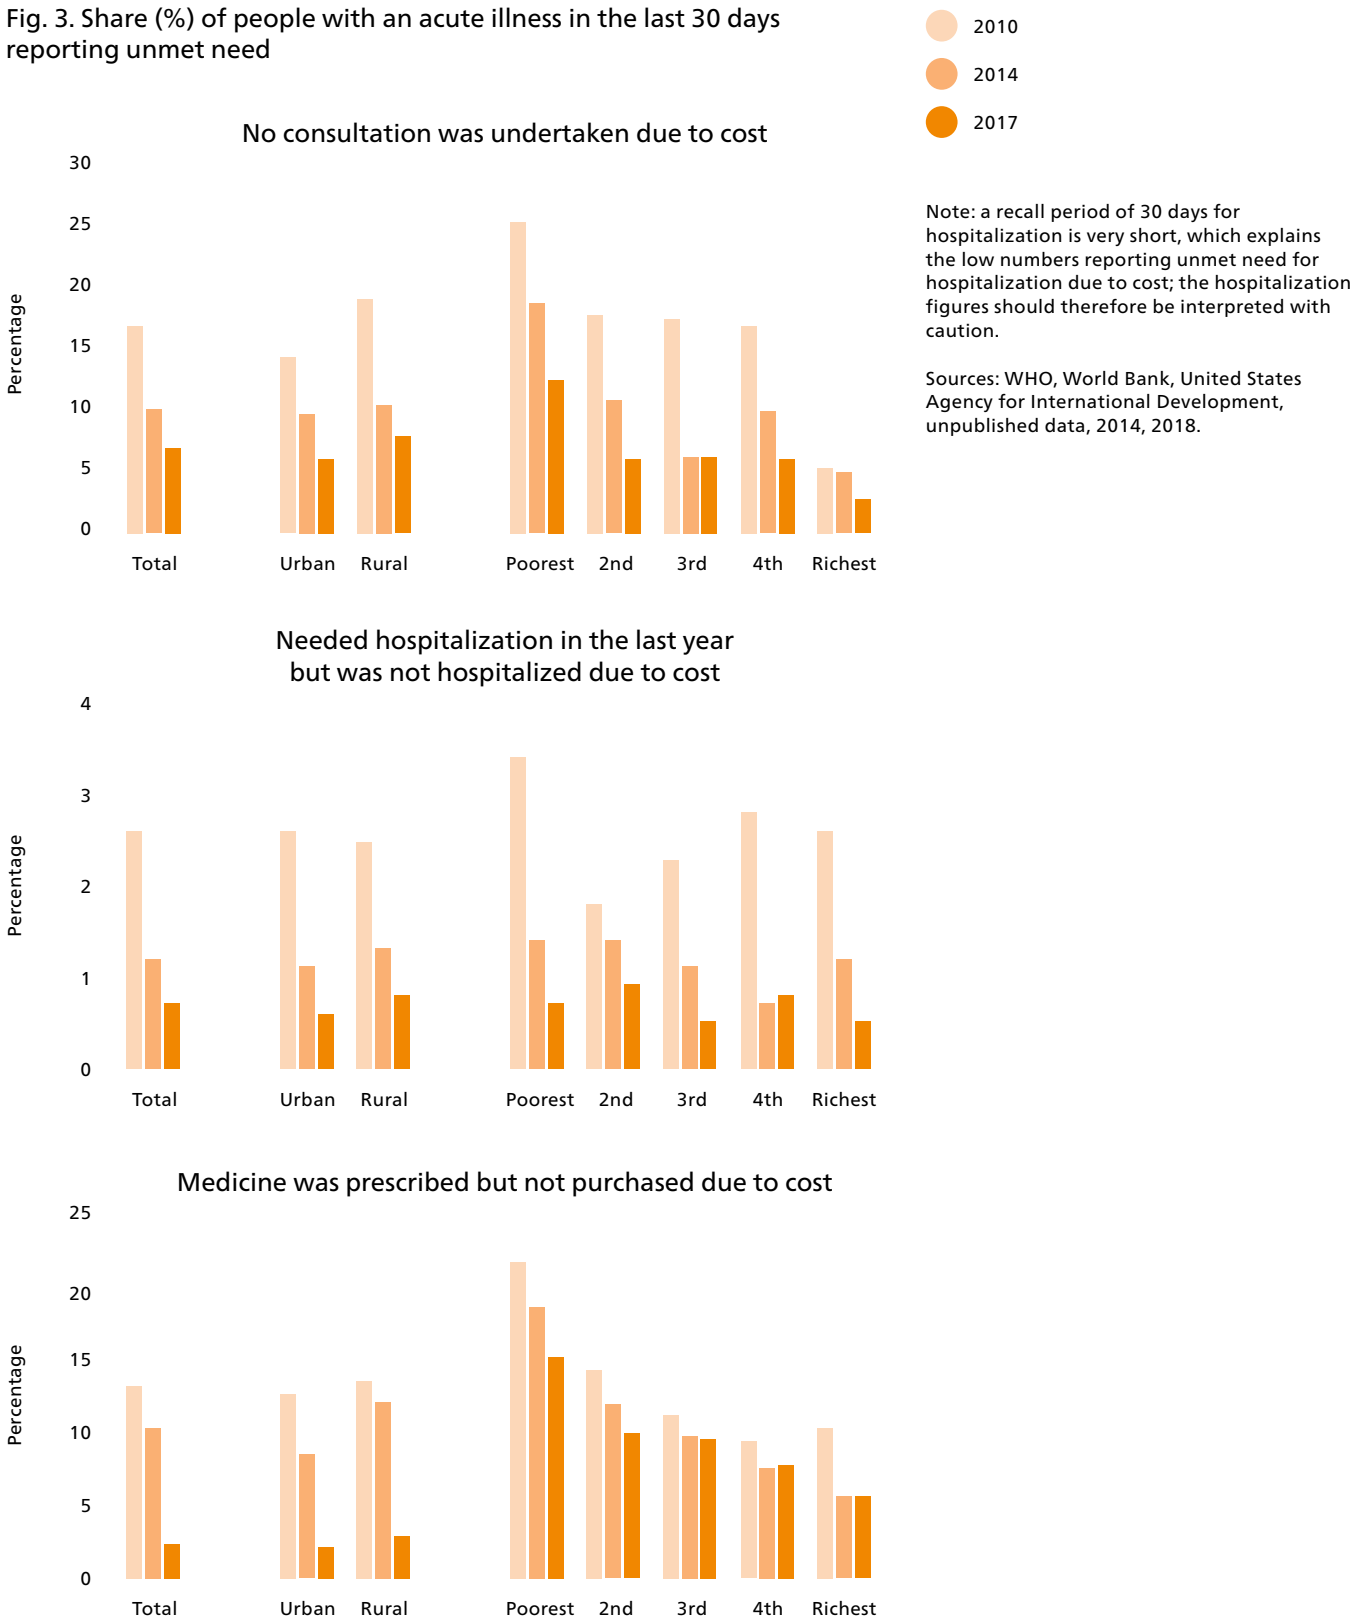 Fig. 3. Share (%) of people with an acute illness in the last 30 days
reporting unmet need
2010
2014
2017
Note: a recall period of 30 days for
hospitalization is very short, which explains
the low numbers reporting unmet need for
hospitalization due to cost; the hospitalization
figures should therefore be interpreted with
caution.
Sources: WHO, World Bank, United States
Agency for International Development,
unpublished data, 2014, 2018.
No consultation was undertaken due to cost
Percentage
30
25
20
15
10
5
0
Total Urban Rural Poorest 2nd 3rd 4th Richest
Needed hospitalization in the last year
but was not hospitalized due to cost
Percentage
4
3
2
1
0
Total Urban Rural Poorest 2nd 3rd 4th Richest
Medicine was prescribed but not purchased due to cost
Percentage
25
20
15
10
5
0
Total Urban Rural Poorest 2nd 3rd 4th Richest